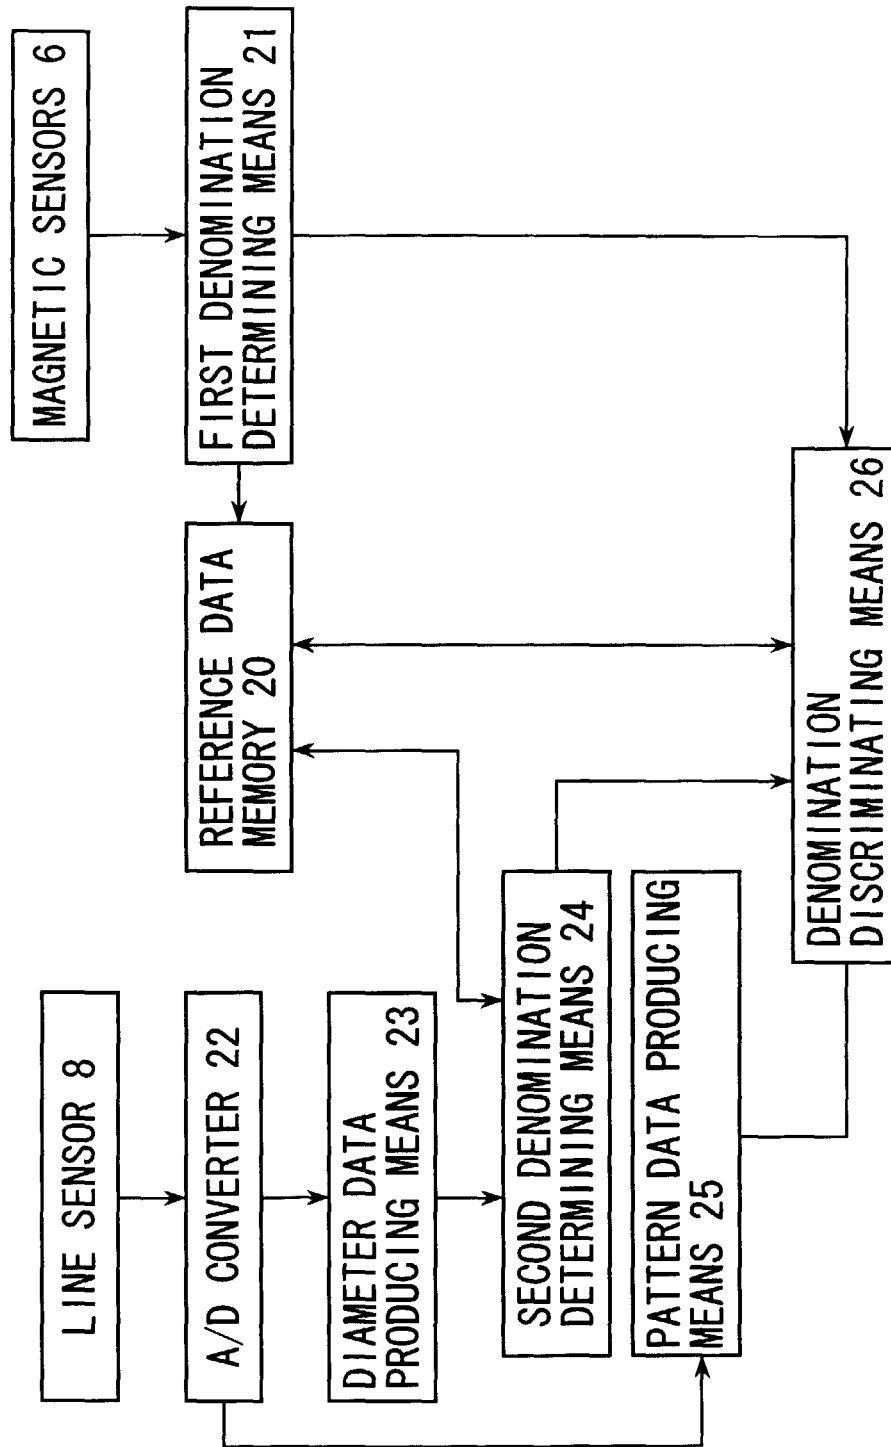 MAGNETIC SENSORS 6
FIRST DENOMINATION
DETERMINING MEANS 21
REFERENCE DATA
MEMORY 20
LINE SENSOR 8
A/D CONVERTER 22
DIAMETER DATA
PRODUCING MEANS 23
SECOND DENOMINATION
DETERMINING MEANS 24
PATTERN DATA PRODUCING
MEANS 25
DENOMINATION
DISCRIMINATING MEANS 26